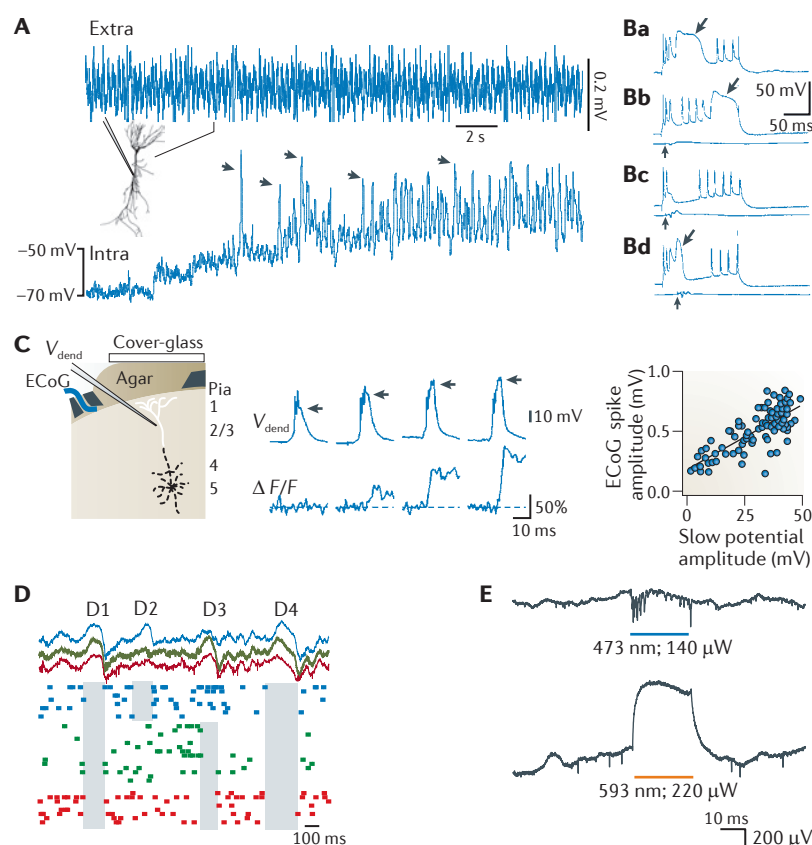 A
Extra
0.2 mV
2 s
−50 mV
Intra
−70 mV
Ba
Bb
50 mV
50 ms
Bc
Bd
C
Cover-glass
Vdend
ECoG
Agar
Pia
1
2/3
4
5
Vdend
10 mV
Δ F/F
50%
10 ms
ECoG spike
amplitude (mV)
1.0
0.5
0.0
0 25 50
Slow potential
amplitude (mV)
D
D1 D2 D3 D4
100 ms
E
473 nm; 140 μW
593 nm; 220 μW
10 ms
200 μV